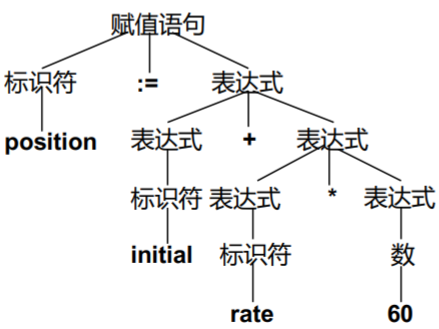 赋值语句
标识符 := 表达式
position 表达式 + 表达式
标识符 表达式 * 表达式
initial 标识符 数
rate 60